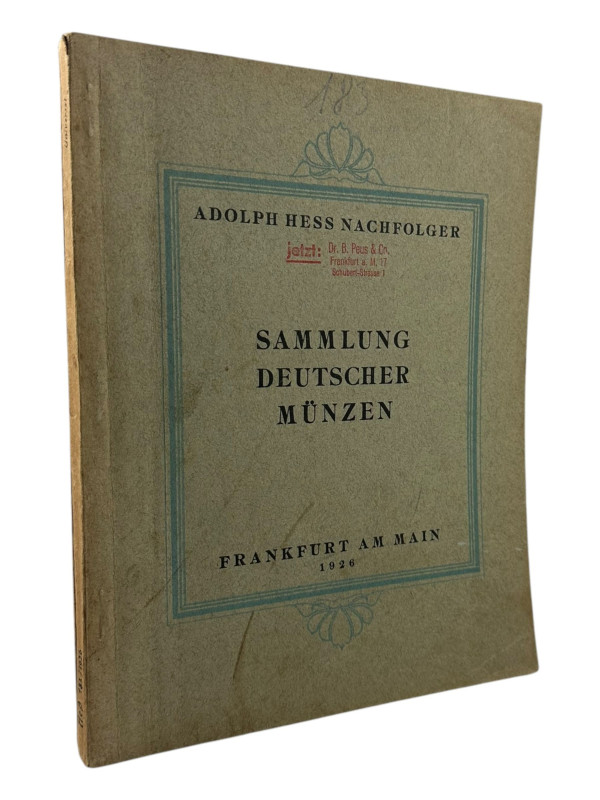 183
ADOLPH HESS NACHFOLGER
jetzt: Dr. B. Peus & Co.
Frankfurt a. M. 17
Schubert-Strasse 1
SAMMLUNG
DEUTSCHER
MÜNZEN
FRANKFURT AM MAIN
1926